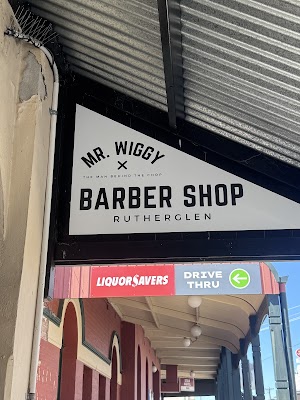 MR. WIGGY
X
THE MAN BEHIND THE CHOP
BARBER SHOP
RUTHERGLEN
LIQUORSAVERS
DRIVE
THRU